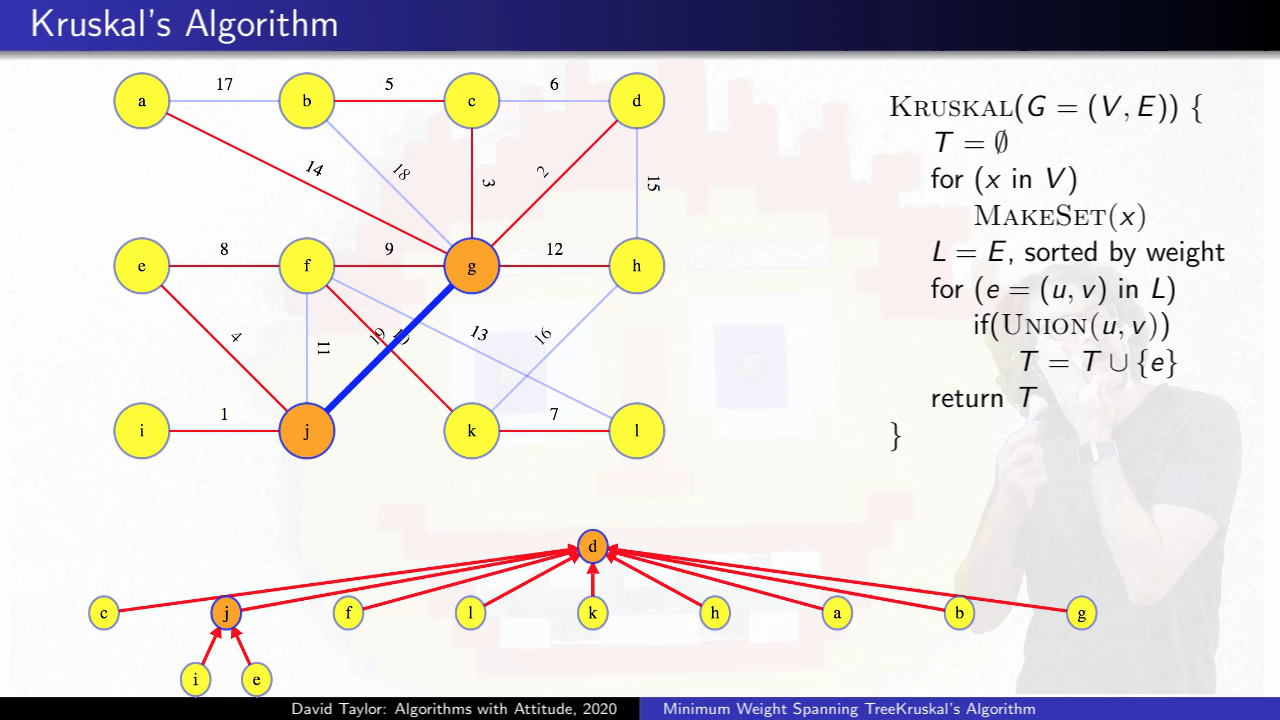 Kruskal's Algorithm
17 5 6
a b c d
14 18 3 2 15
8 9 12
e f g h
4 11 19 10 13 16
1 7
i j k l
KRUSKAL(G = (V, E)) {
T = ∅
for (x in V)
MAKESET(x)
L = E, sorted by weight
for (e = (u, v) in L)
if(UNION(u, v))
T = T ∪ {e}
return T
}
d
c j f l k h a b g
i e
David Taylor: Algorithms with Attitude, 2020 Minimum Weight Spanning TreeKruskal's Algorithm